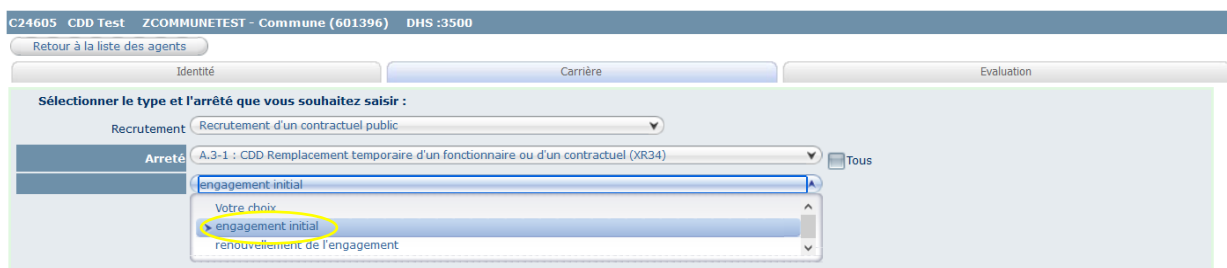 C24605 CDD Test ZCOMMUNETEST - Commune (601396) DHS :3500
Retour à la liste des agents
Identité Carrière Evaluation
Sélectionner le type et l'arrêté que vous souhaitez saisir :
Recrutement Recrutement d'un contractuel public
Arreté A.3-1 : CDD Remplacement temporaire d'un fonctionnaire ou d'un contractuel (XR34) Tous
engagement initial
Votre choix
engagement initial
renouvellement de l'engagement